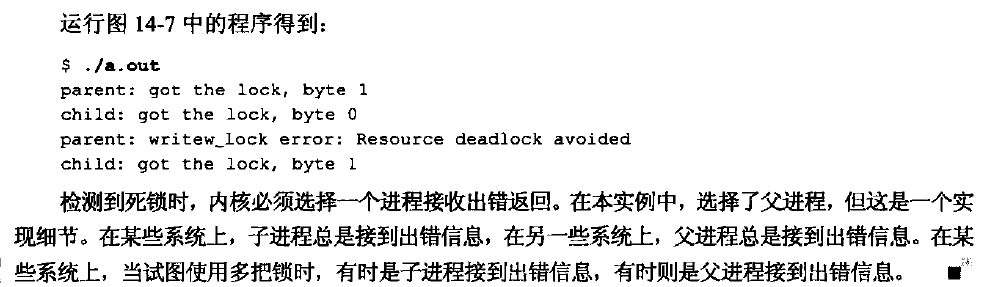 运行图 14-7 中的程序得到：
$ ./a.out
parent: got the lock, byte 1
child: got the lock, byte 0
parent: writew_lock error: Resource deadlock avoided
child: got the lock, byte 1
检测到死锁时，内核必须选择一个进程接收出错返回。在本实例中，选择了父进程，但这是一个实
现细节。在某些系统上，子进程总是接到出错信息，在另一些系统上，父进程总是接到出错信息。在某
些系统上，当试图使用多把锁时，有时是子进程接到出错信息，有时则是父进程接到出错信息。 ■